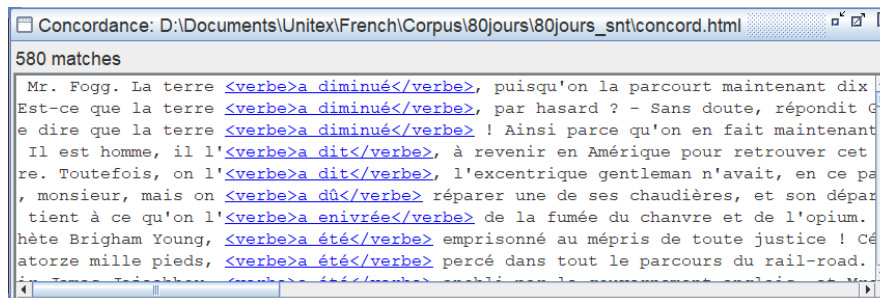 Concordance: D:\Documents\Unitex\French\Corpus\80jours\80jours_snt\concord.html
580 matches
Mr. Fogg. La terre <verbe>a diminué</verbe>, puisqu'on la parcourt maintenant dix
Est-ce que la terre <verbe>a diminué</verbe>, par hasard ? - Sans doute, répondit G
e dire que la terre <verbe>a diminué</verbe> ! Ainsi parce qu'on en fait maintenant
Il est homme, il l'<verbe>a dit</verbe>, à revenir en Amérique pour retrouver cet
re. Toutefois, on l'<verbe>a dit</verbe>, l'excentrique gentleman n'avait, en ce pa
, monsieur, mais on <verbe>a dû</verbe> réparer une de ses chaudières, et son dépar
tient à ce qu'on l'<verbe>a enivrée</verbe> de la fumée du chanvre et de l'opium.
hète Brigham Young, <verbe>a été</verbe> emprisonné au mépris de toute justice ! Cé
atorze mille pieds, <verbe>a été</verbe> percé dans tout le parcours du rail-road.